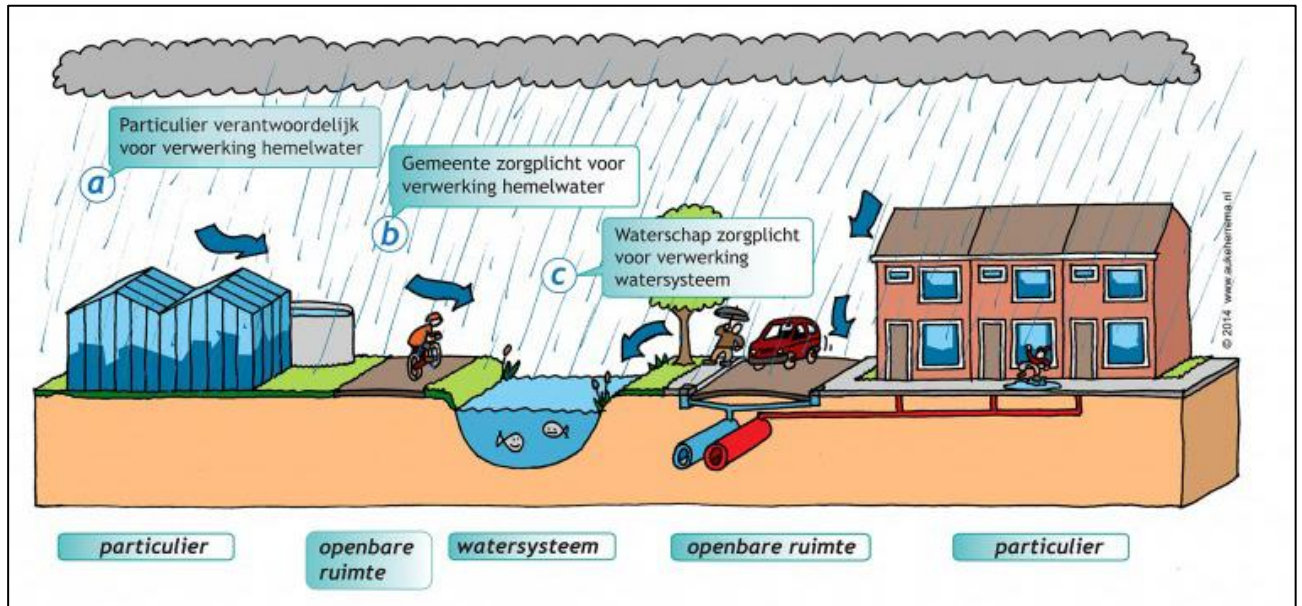 Particulier verantwoordelijk
voor verwerking hemelwater
a
Gemeente zorgplicht voor
verwerking hemelwater
b
Waterschap zorgplicht
voor verwerking
watersysteem
c
© 2014 www.aukeherrema.nl
particulier
openbare
ruimte
watersysteem
openbare ruimte
particulier